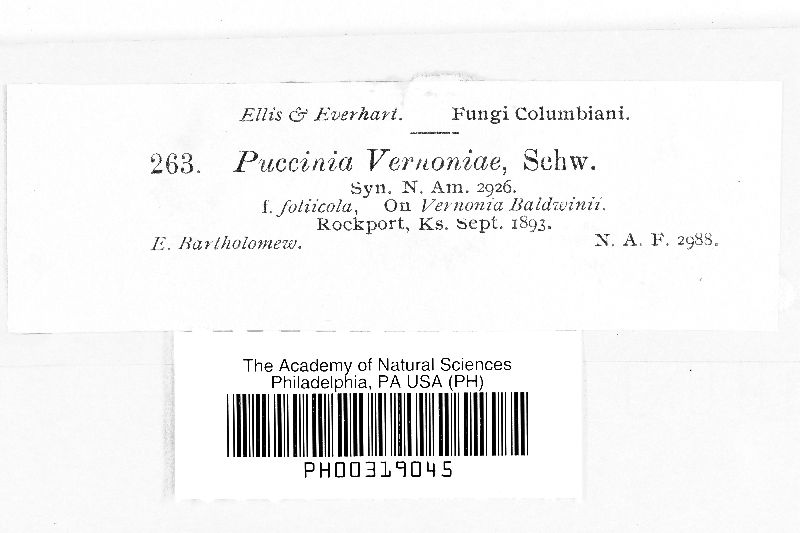 Ellis & Everhart. Fungi Columbiani.
263. Puccinia Vernoniae, Schw.
Syn. N. Am. 2926.
f. foliicola, On Vernonia Baldwinii.
Rockport, Ks. Sept. 1893.
E. Bartholomew. N. A. F. 2988.
The Academy of Natural Sciences
Philadelphia, PA USA (PH)
PH00319045